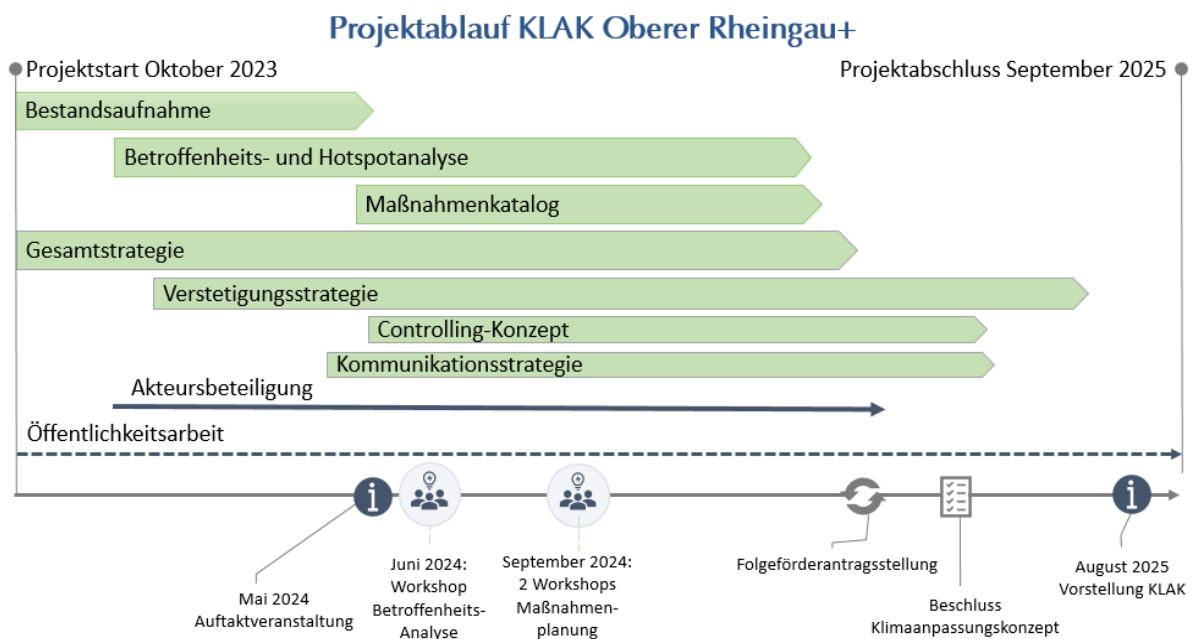 Projektablauf KLAK Oberer Rheingau+
Projektstart Oktober 2023
Projektabschluss September 2025
Bestandsaufnahme
Betroffenheits- und Hotspotanalyse
Maßnahmenkatalog
Gesamtstrategie
Verstetigungsstrategie
Controlling-Konzept
Kommunikationsstrategie
Akteursbeteiligung
Öffentlichkeitsarbeit
Mai 2024
Auftaktveranstaltung
Juni 2024:
Workshop
Betroffenheits-
Analyse
September 2024:
2 Workshops
Maßnahmen-
planung
Folgeförderantragsstellung
Beschluss
Klimaanpassungskonzept
August 2025
Vorstellung KLAK